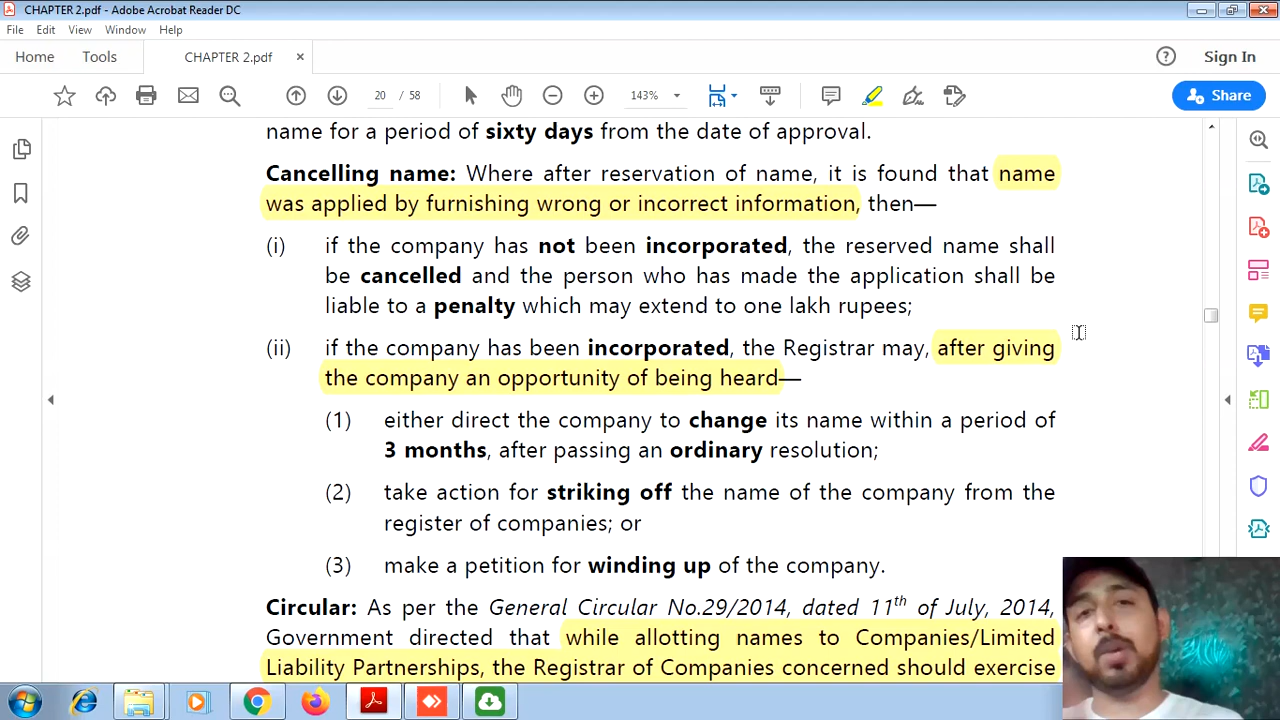 CHAPTER 2.pdf - Adobe Acrobat Reader DC
File Edit View Window Help
Home Tools CHAPTER 2.pdf × Sign In
20 / 58 143% Share
name for a period of sixty days from the date of approval.
Cancelling name: Where after reservation of name, it is found that name
was applied by furnishing wrong or incorrect information, then—
(i) if the company has not been incorporated, the reserved name shall
be cancelled and the person who has made the application shall be
liable to a penalty which may extend to one lakh rupees;
(ii) if the company has been incorporated, the Registrar may, after giving
the company an opportunity of being heard—
(1) either direct the company to change its name within a period of
3 months, after passing an ordinary resolution;
(2) take action for striking off the name of the company from the
register of companies; or
(3) make a petition for winding up of the company.
Circular: As per the General Circular No.29/2014, dated 11th of July, 2014,
Government directed that while allotting names to Companies/Limited
Liability Partnerships, the Registrar of Companies concerned should exercise